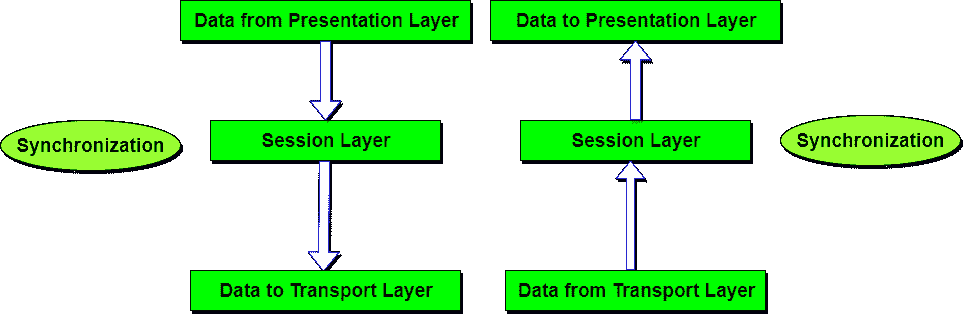 Data from Presentation Layer
Data to Presentation Layer
Synchronization
Session Layer
Session Layer
Synchronization
Data to Transport Layer
Data from Transport Layer